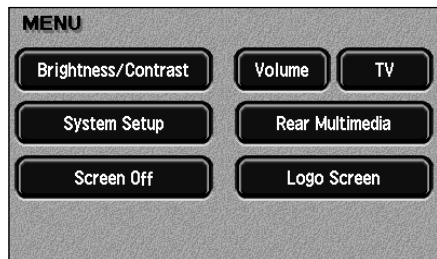 MENU
Brightness/Contrast
Volume
TV
System Setup
Rear Multimedia
Screen Off
Logo Screen